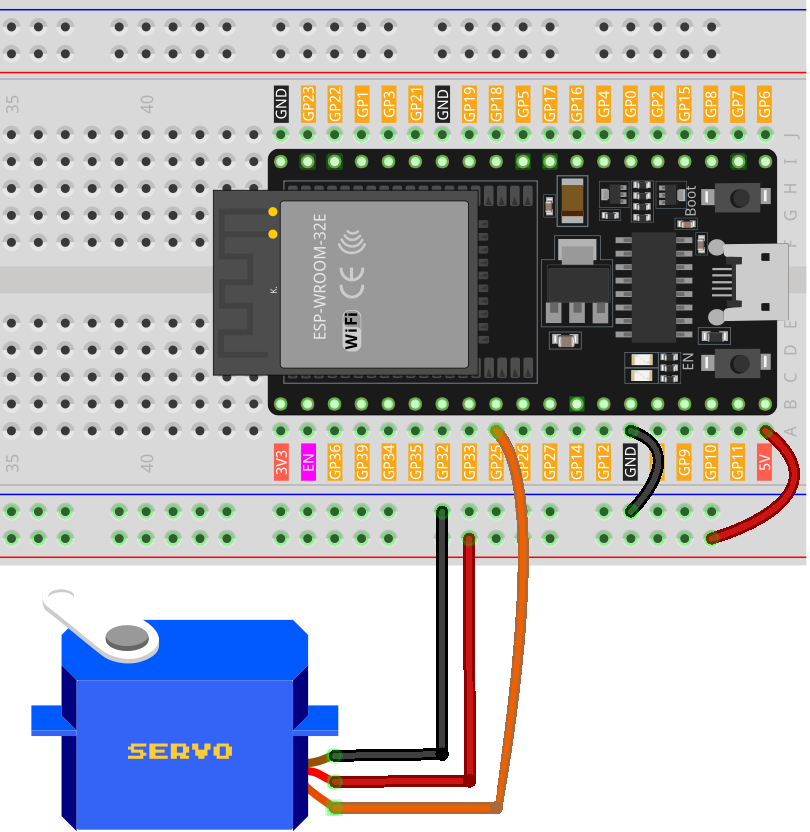 35
40
GND
GP23
GP22
GP1
GP3
GP21
GND
GP19
GP18
GP5
GP17
GP16
GP4
GP0
GP2
GP15
GP8
GP7
GP6
J
I
H
G
F
Boot
ESP-WROOM-32E
CE
WiFi
K.
EN
E
D
C
B
A
35
40
3V3
EN
GP36
GP39
GP34
GP35
GP32
GP33
GP25
GP26
GP27
GP14
GP12
GND
GP9
GP10
GP11
5V
SERVO